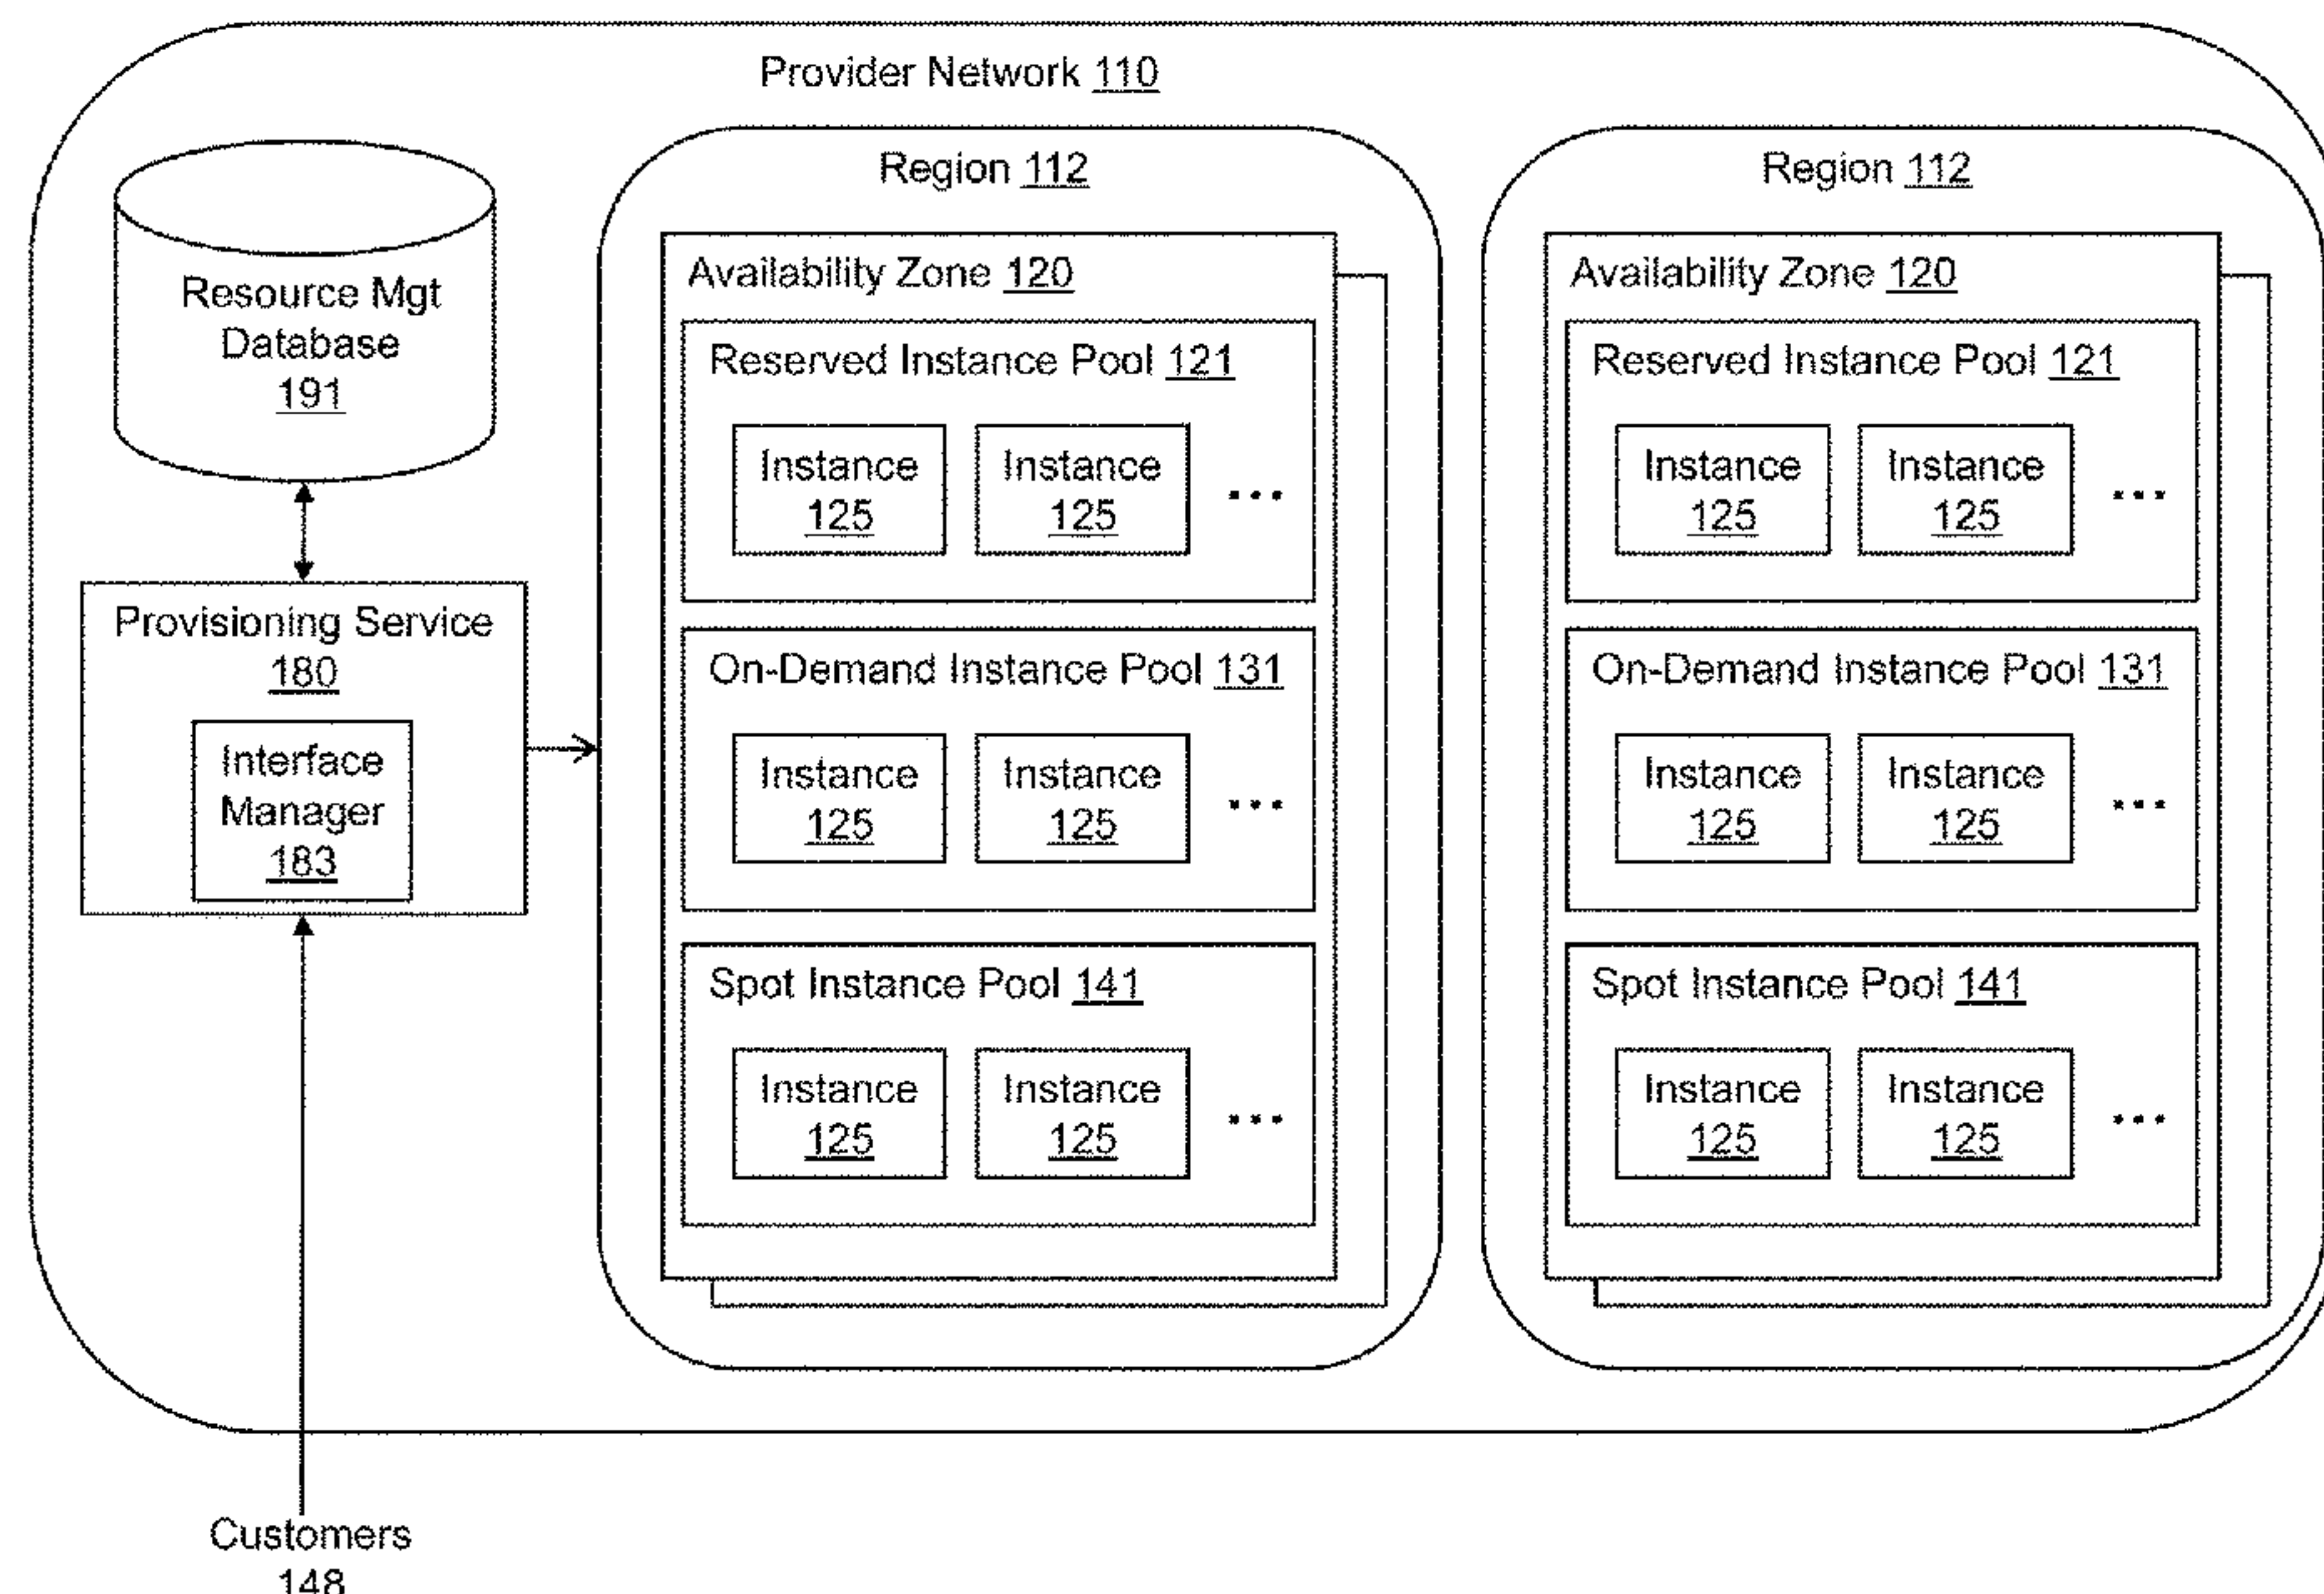 Provider Network 110
Resource Mgt
Database
191
Provisioning Service
180
Interface
Manager
183
Customers
148
Region 112
Availability Zone 120
Reserved Instance Pool 121
Instance
125
Instance
125
...
On-Demand Instance Pool 131
Instance
125
Instance
125
...
Spot Instance Pool 141
Instance
125
Instance
125
...
Region 112
Availability Zone 120
Reserved Instance Pool 121
Instance
125
Instance
125
...
On-Demand Instance Pool 131
Instance
125
Instance
125
...
Spot Instance Pool 141
Instance
125
Instance
125
...